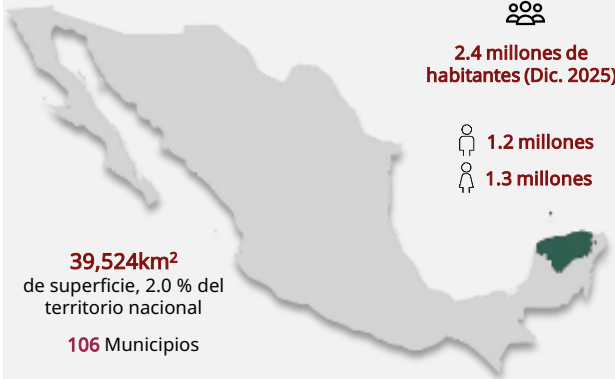 2.4 millones de
habitantes (Dic. 2025)
1.2 millones
1.3 millones
39,524km²
de superficie, 2.0 % del
territorio nacional
106 Municipios